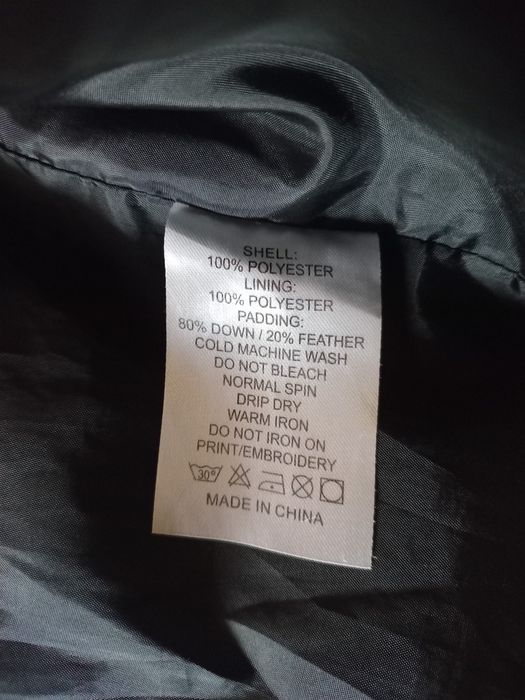 SHELL:
100% POLYESTER
LINING:
100% POLYESTER
PADDING:
80% DOWN / 20% FEATHER
COLD MACHINE WASH
DO NOT BLEACH
NORMAL SPIN
DRIP DRY
WARM IRON
DO NOT IRON ON
PRINT/EMBROIDERY
30°
MADE IN CHINA